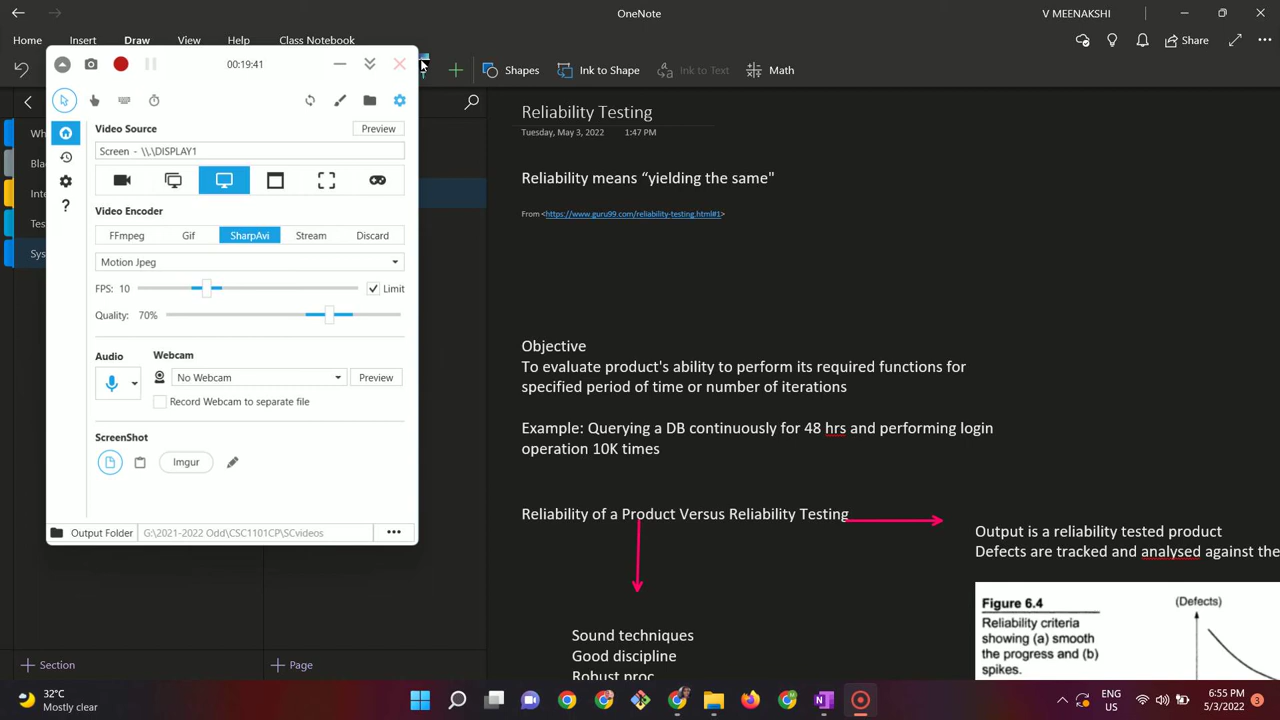 OneNote
V MEENAKSHI
Home Insert Draw View Help Class Notebook
Share
00:19:41
Shapes
Ink to Shape
Ink to Text
Math
Video Source
Preview
Screen - \\.\DISPLAY1
Video Encoder
FFmpeg Gif SharpAvi Stream Discard
Motion Jpeg
FPS: 10
Limit
Quality: 70%
Audio
Webcam
No Webcam
Preview
Record Webcam to separate file
ScreenShot
Imgur
Output Folder
G:\2021-2022 Odd\CSC1101CP\SCvideos
•••
Wh
Bla
Inte
Tes
Sys
Section
Page
Reliability Testing
Tuesday, May 3, 2022 1:47 PM
Reliability means “yielding the same"
From <https://www.guru99.com/reliability-testing.html#1>
Objective
To evaluate product's ability to perform its required functions for
specified period of time or number of iterations
Example: Querying a DB continuously for 48 hrs and performing login
operation 10K times
Reliability of a Product Versus Reliability Testing
Output is a reliability tested product
Defects are tracked and analysed against the
Sound techniques
Good discipline
Robust proc
Figure 6.4
Reliability criteria
showing (a) smooth
the progress and (b)
spikes.
(Defects)
32°C
Mostly clear
ENG
US
6:55 PM
5/3/2022
3